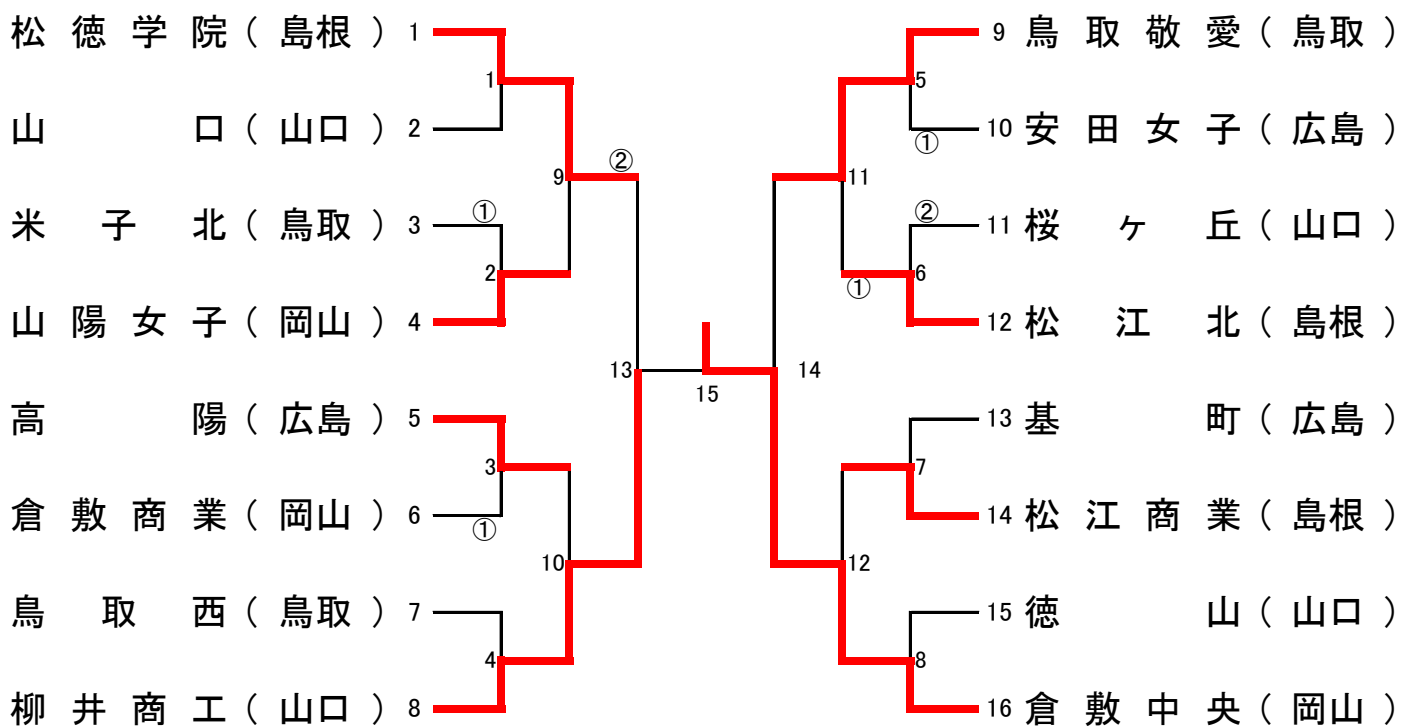 松徳学院(島根) 1
9 鳥取敬愛(鳥取)
1
5
山口(山口) 2
10 安田女子(広島)
①
②
9
11
米子北(鳥取) 3
①
②
11 桜ヶ丘(山口)
2
6
①
山陽女子(岡山) 4
12 松江北(島根)
13
14
15
高陽(広島) 5
13 基町(広島)
3
7
倉敷商業(岡山) 6
①
14 松江商業(島根)
10
12
鳥取西(鳥取) 7
15 徳山(山口)
4
8
柳井商工(山口) 8
16 倉敷中央(岡山)